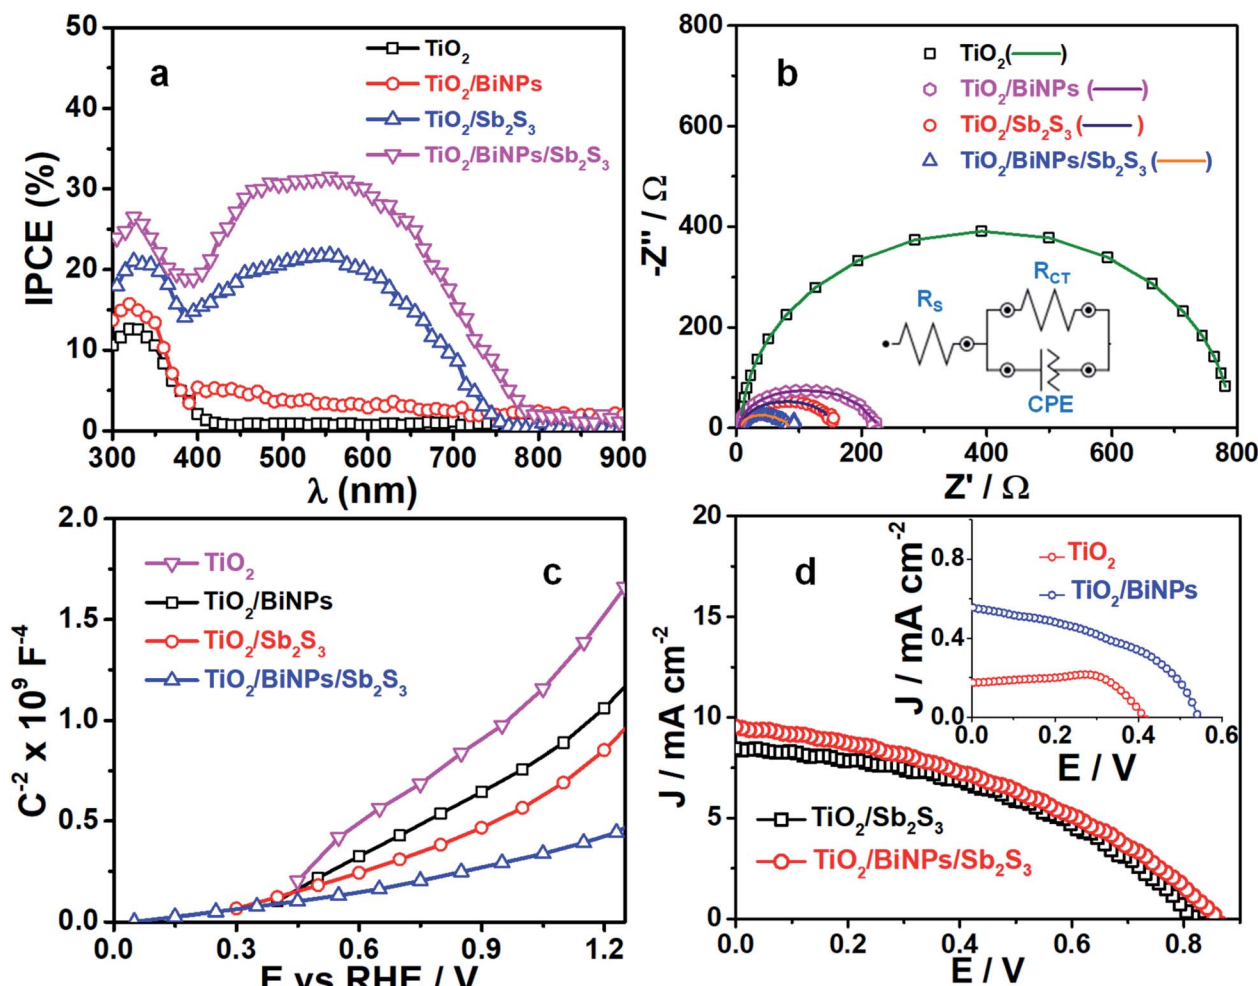 50
40
30
20
10
0
IPCE (%)
a
TiO2
TiO2/BiNPs
TiO2/Sb2S3
TiO2/BiNPs/Sb2S3
300 400 500 600 700 800 900
λ (nm)
800
600
400
200
0
-Z'' / Ω
b
TiO2( )
TiO2/BiNPs ( )
TiO2/Sb2S3 ( )
TiO2/BiNPs/Sb2S3 ( )
RS
RCT
CPE
0 200 400 600 800
Z' / Ω
2.0
1.5
1.0
0.5
0.0
C-2 x 109 F-4
c
TiO2
TiO2/BiNPs
TiO2/Sb2S3
TiO2/BiNPs/Sb2S3
0.0 0.3 0.6 0.9 1.2
E vs RHE / V
20
15
10
5
0
J / mA cm-2
d
0.8
0.4
0.0
J / mA cm-2
TiO2
TiO2/BiNPs
0.0 0.2 0.4 0.6
E / V
TiO2/Sb2S3
TiO2/BiNPs/Sb2S3
0.0 0.2 0.4 0.6 0.8
E / V